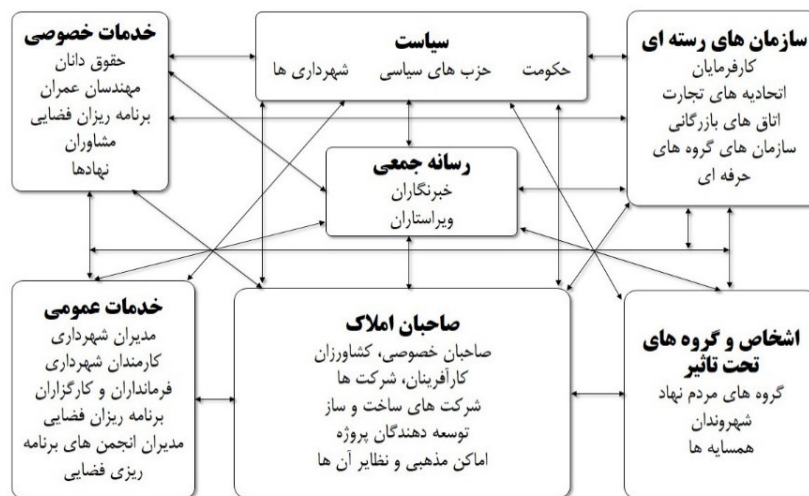 سازمان های رسته ای
کارفرمایان
اتحادیه های تجارت
اتاق های بازرگانی
سازمان های گروه های
حرفه ای
سیاست
حکومت حزب های سیاسی شهرداری ها
خدمات خصوصی
حقوق دانان
مهندسان عمران
برنامه ریزان فضایی
مشاوران
نهادها
رسانه جمعی
خبرنگاران
ویراستاران
اشخاص و گروه های
تحت تاثیر
گروه های مردم نهاد
شهروندان
همسایه ها
صاحبان املاک
صاحبان خصوصی، کشاورزان
کارآفرینان، شرکت ها
شرکت های ساخت و ساز
توسعه دهندگان پروژه
اماکن مذهبی و نظایر آن ها
خدمات عمومی
مدیران شهرداری
کارمندان شهرداری
فرمانداران و کارگزاران
برنامه ریزان فضایی
مدیران انجمن های برنامه
ریزی فضایی